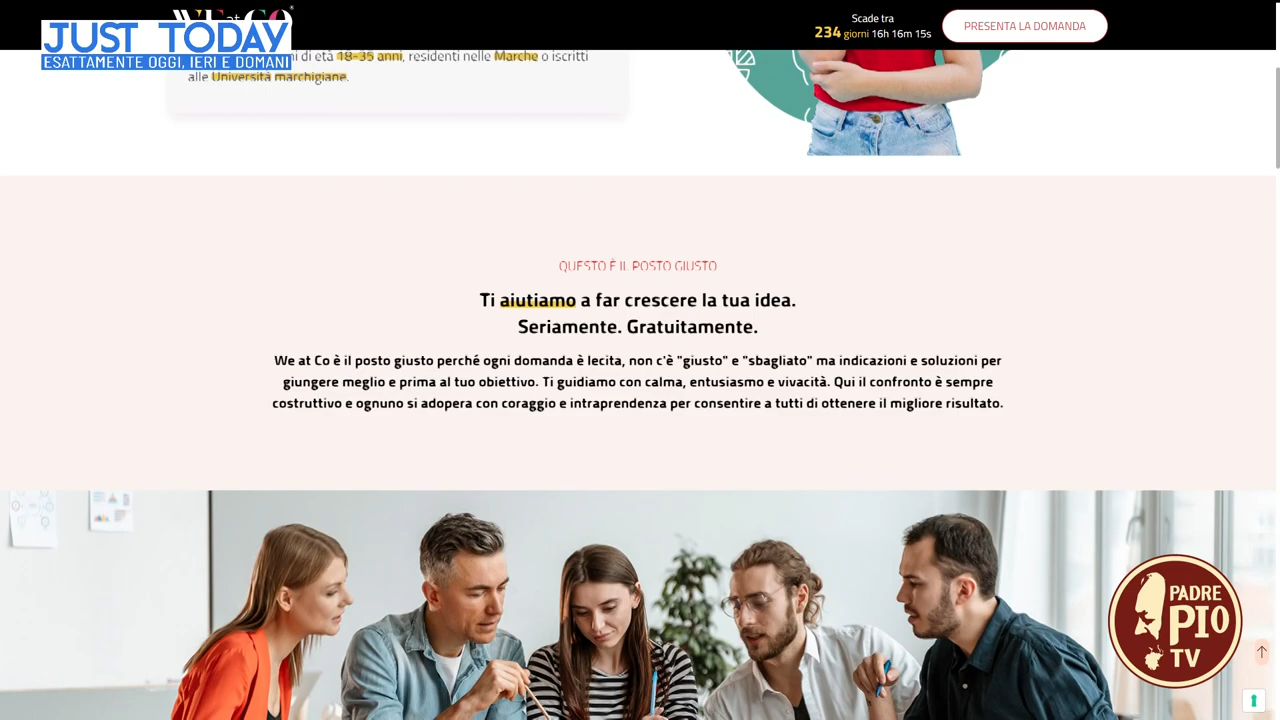 WE at CO
JUST TODAY
ESATTAMENTE OGGI, IERI E DOMANI
Scade tra
234 giorni 16h 16m 15s
PRESENTA LA DOMANDA
di età 18-35 anni, residenti nelle Marche o iscritti
alle Università marchigiane.
QUESTO È IL POSTO GIUSTO
Ti aiutiamo a far crescere la tua idea.
Seriamente. Gratuitamente.
We at Co è il posto giusto perché ogni domanda è lecita, non c'è "giusto" e "sbagliato" ma indicazioni e soluzioni per
giungere meglio e prima al tuo obiettivo. Ti guidiamo con calma, entusiasmo e vivacità. Qui il confronto è sempre
costruttivo e ognuno si adopera con coraggio e intraprendenza per consentire a tutti di ottenere il migliore risultato.
PADRE
PIO
TV